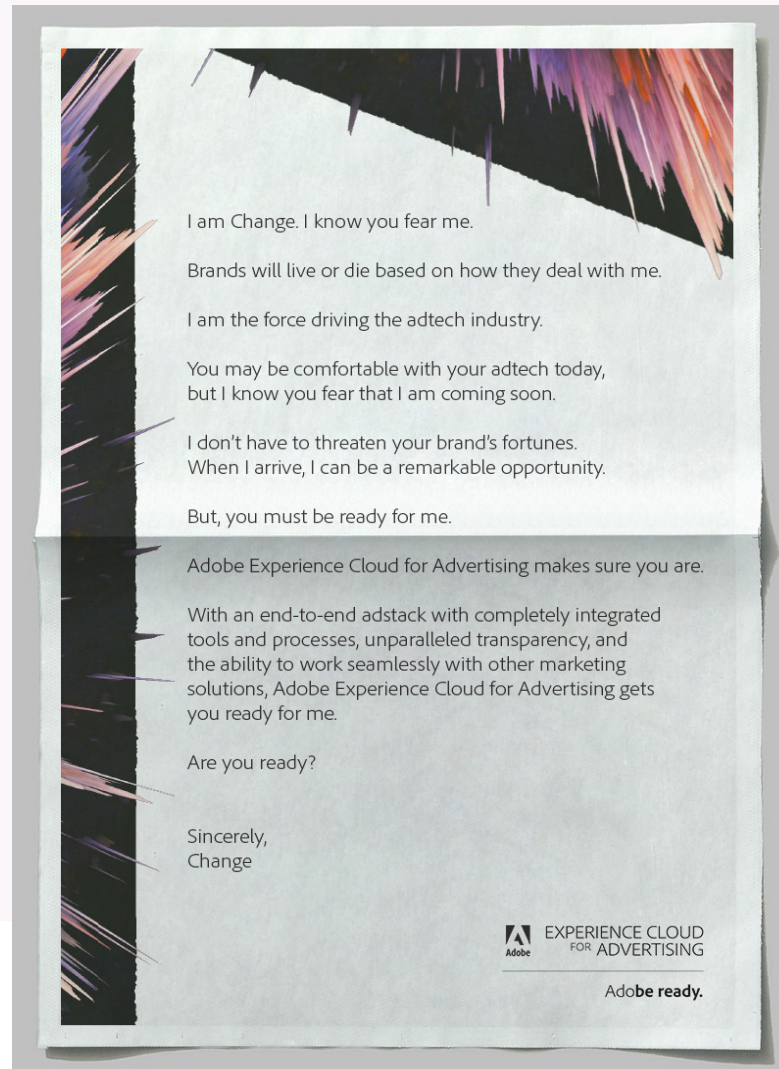 I am Change. I know you fear me.
Brands will live or die based on how they deal with me.
I am the force driving the adtech industry.
You may be comfortable with your adtech today,
but I know you fear that I am coming soon.
I don’t have to threaten your brand’s fortunes.
When I arrive, I can be a remarkable opportunity.
But, you must be ready for me.
Adobe Experience Cloud for Advertising makes sure you are.
With an end-to-end adstack with completely integrated
tools and processes, unparalleled transparency, and
the ability to work seamlessly with other marketing
solutions, Adobe Experience Cloud for Advertising gets
you ready for me.
Are you ready?
Sincerely,
Change
Adobe
EXPERIENCE CLOUD
FOR ADVERTISING
Adobe ready.